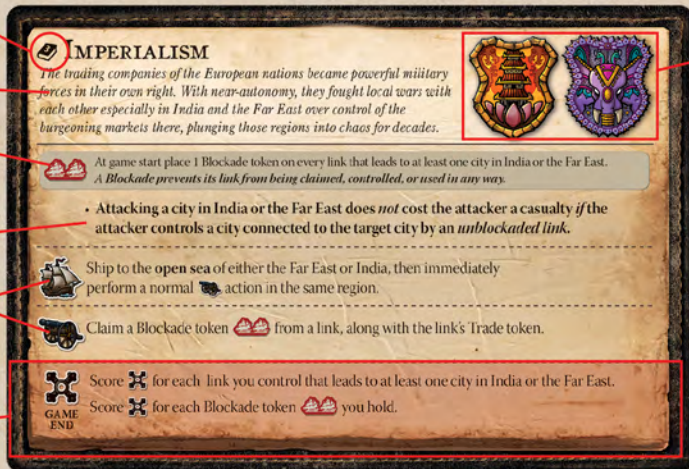 IMPERIALISM
The trading companies of the European nations became powerful military
forces in their own right. With near-autonomy, they fought local wars with
each other especially in India and the Far East over control of the
burgeoning markets there, plunging those regions into chaos for decades.
At game start place 1 Blockade token on every link that leads to at least one city in India or the Far East.
A Blockade prevents its link from being claimed, controlled, or used in any way.
• Attacking a city in India or the Far East does not cost the attacker a casualty if the
attacker controls a city connected to the target city by an unblockaded link.
Ship to the open sea of either the Far East or India, then immediately
perform a normal action in the same region.
Claim a Blockade token from a link, along with the link's Trade token.
Score for each link you control that leads to at least one city in India or the Far East.
Score for each Blockade token you hold.
GAME
END